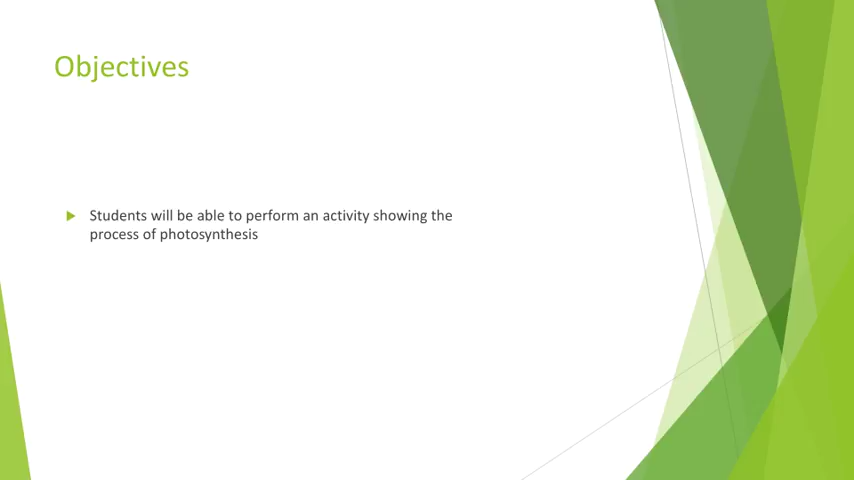 Objectives
Students will be able to perform an activity showing the
process of photosynthesis